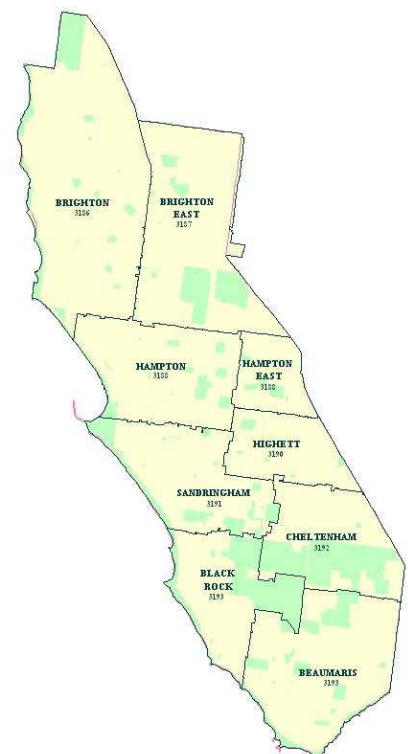 BRIGHTON
3186
BRIGHTON
EAST
3187
HAMPTON
3188
HAMPTON
EAST
3188
HIGHETT
3190
SANDRINGHAM
3191
CHELTENHAM
3192
BLACK
ROCK
3193
BEAUMARIS
3193